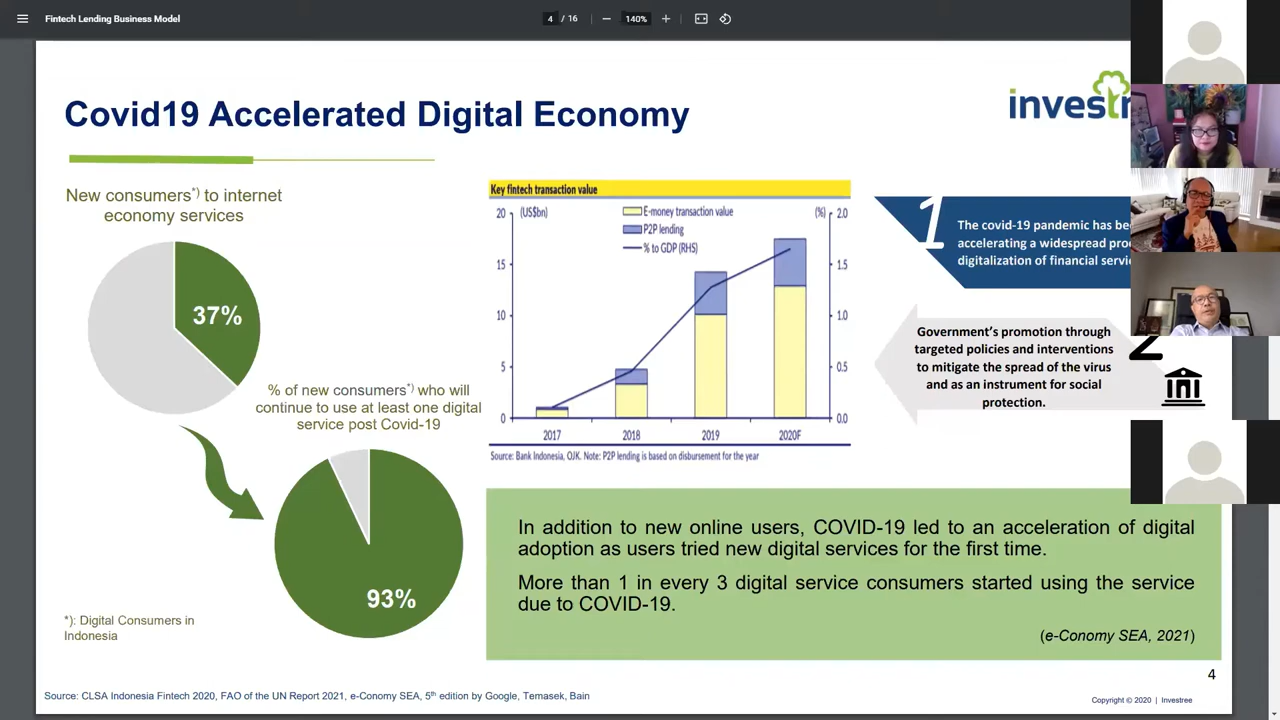 Fintech Lending Business Model
4 / 16
140%
Covid19 Accelerated Digital Economy
New consumers*) to internet
economy services
37%
% of new consumers*) who will
continue to use at least one digital
service post Covid-19
93%
*): Digital Consumers in
Indonesia
Key fintech transaction value
20 (US$bn) (%) 2.0
E-money transaction value
P2P lending
% to GDP (RHS)
15 1.5
10 1.0
5 0.5
0 0.0
2017 2018 2019 2020F
Source: Bank Indonesia, OJK. Note: P2P lending is based on disbursement for the year
1
The covid-19 pandemic has
accelerating a widespread
digitalization of financial
Government's promotion through
targeted policies and interventions
to mitigate the spread of the virus
and as an instrument for social
protection.
2
In addition to new online users, COVID-19 led to an acceleration of digital
adoption as users tried new digital services for the first time.
More than 1 in every 3 digital service consumers started using the service
due to COVID-19.
(e-Conomy SEA, 2021)
4
Source: CLSA Indonesia Fintech 2020, FAO of the UN Report 2021, e-Conomy SEA, 5th edition by Google, Temasek, Bain
Copyright © 2020 | Investree